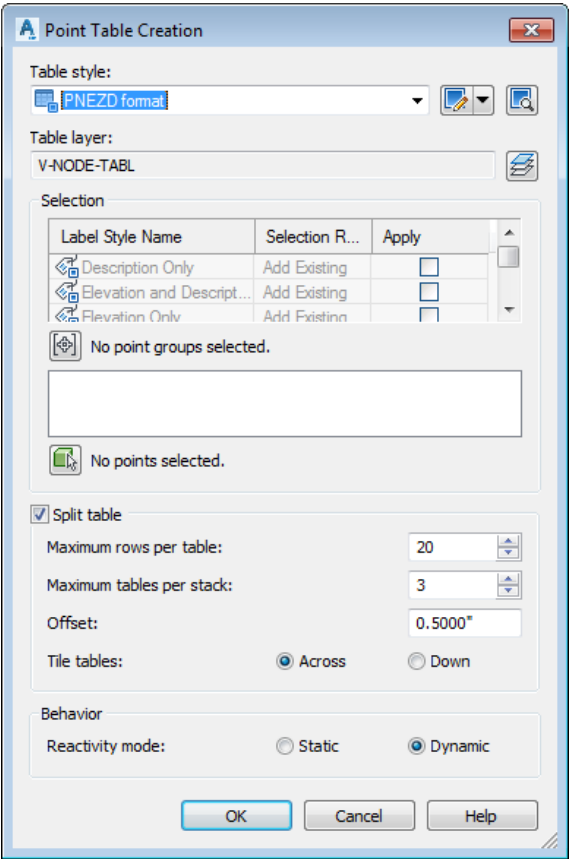 Point Table Creation
Table style:
PNEZD format
Table layer:
V-NODE-TABL
Selection
Label Style Name Selection R... Apply
Description Only Add Existing
Elevation and Descript... Add Existing
Elevation Only Add Existing
No point groups selected.
No points selected.
Split table
Maximum rows per table: 20
Maximum tables per stack: 3
Offset: 0.5000"
Tile tables: Across Down
Behavior
Reactivity mode: Static Dynamic
OK Cancel Help